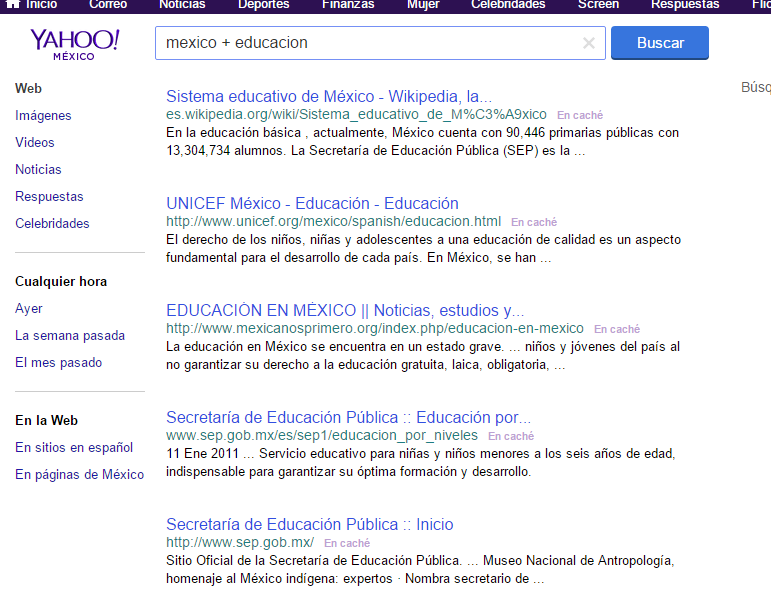 Inicio Correo Noticias Deportes Finanzas Mujer Celebridades Screen Respuestas
YAHOO!
MÉXICO
mexico + educacion
Buscar
Web
Imágenes
Videos
Noticias
Respuestas
Celebridades
Cualquier hora
Ayer
La semana pasada
El mes pasado
En la Web
En sitios en español
En páginas de México
Sistema educativo de México - Wikipedia, la...
es.wikipedia.org/wiki/Sistema_educativo_de_M%C3%A9xico En caché
En la educación básica , actualmente, México cuenta con 90,446 primarias públicas con
13,304,734 alumnos. La Secretaría de Educación Pública (SEP) es la ...
UNICEF México - Educación - Educación
http://www.unicef.org/mexico/spanish/educacion.html En caché
El derecho de los niños, niñas y adolescentes a una educación de calidad es un aspecto
fundamental para el desarrollo de cada país. En México, se han ...
EDUCACIÓN EN MÉXICO || Noticias, estudios y...
http://www.mexicanosprimero.org/index.php/educacion-en-mexico En caché
La educación en México se encuentra en un estado grave. ... niños y jóvenes del país al
no garantizar su derecho a la educación gratuita, laica, obligatoria, ...
Secretaría de Educación Pública :: Educación por...
www.sep.gob.mx/es/sep1/educacion_por_niveles En caché
11 Ene 2011 ... Servicio educativo para niñas y niños menores a los seis años de edad,
indispensable para garantizar su óptima formación y desarrollo.
Secretaría de Educación Pública :: Inicio
http://www.sep.gob.mx/ En caché
Sitio Oficial de la Secretaría de Educación Pública. ... Museo Nacional de Antropología,
homenaje al México indígena: expertos · Nombra secretario de ...